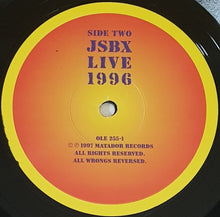 SIDE TWO
JSBX
LIVE
1996
OLE 255-1
© ℗ 1997 MATADOR RECORDS
ALL RIGHTS RESERVED.
ALL WRONGS REVERSED.